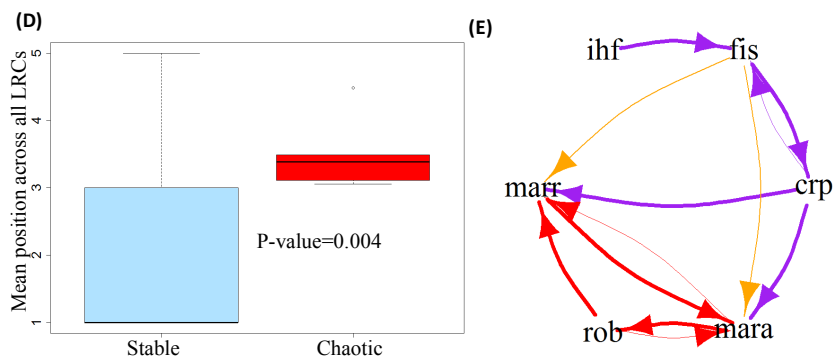 (D)
Mean position across all LRCs
5
4
3
2
1
P-value=0.004
Stable Chaotic
(E)
ihf fis
marr crp
rob mara